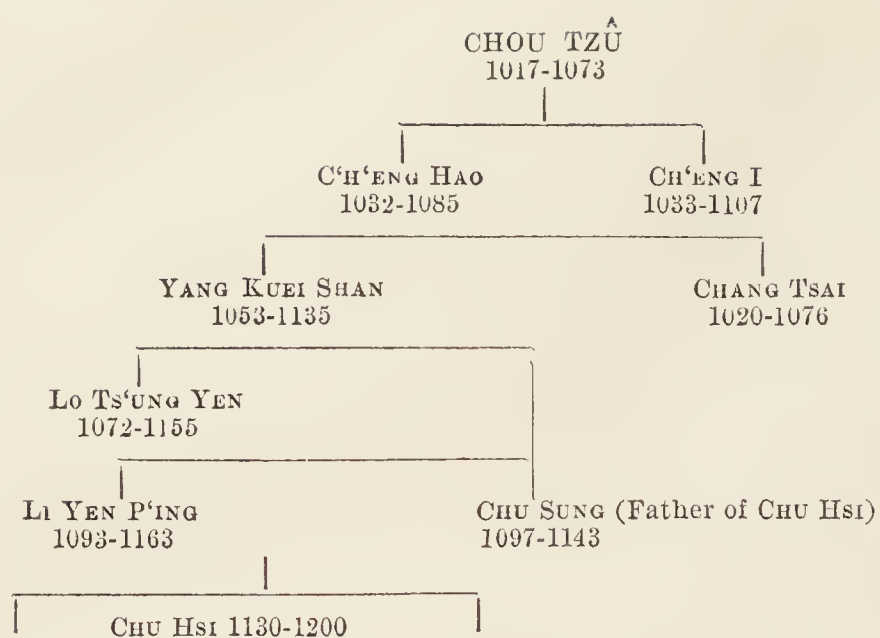 CHOU TZÛ
1017-1073
C‘H‘ENG HAO
1032-1085
CH‘ENG I
1033-1107
YANG KUEI SHAN
1053-1135
CHANG TSAI
1020-1076
LO TS‘UNG YEN
1072-1155
LI YEN P‘ING
1093-1163
CHU SUNG (Father of CHU HSI)
1097-1143
CHU HSI 1130-1200